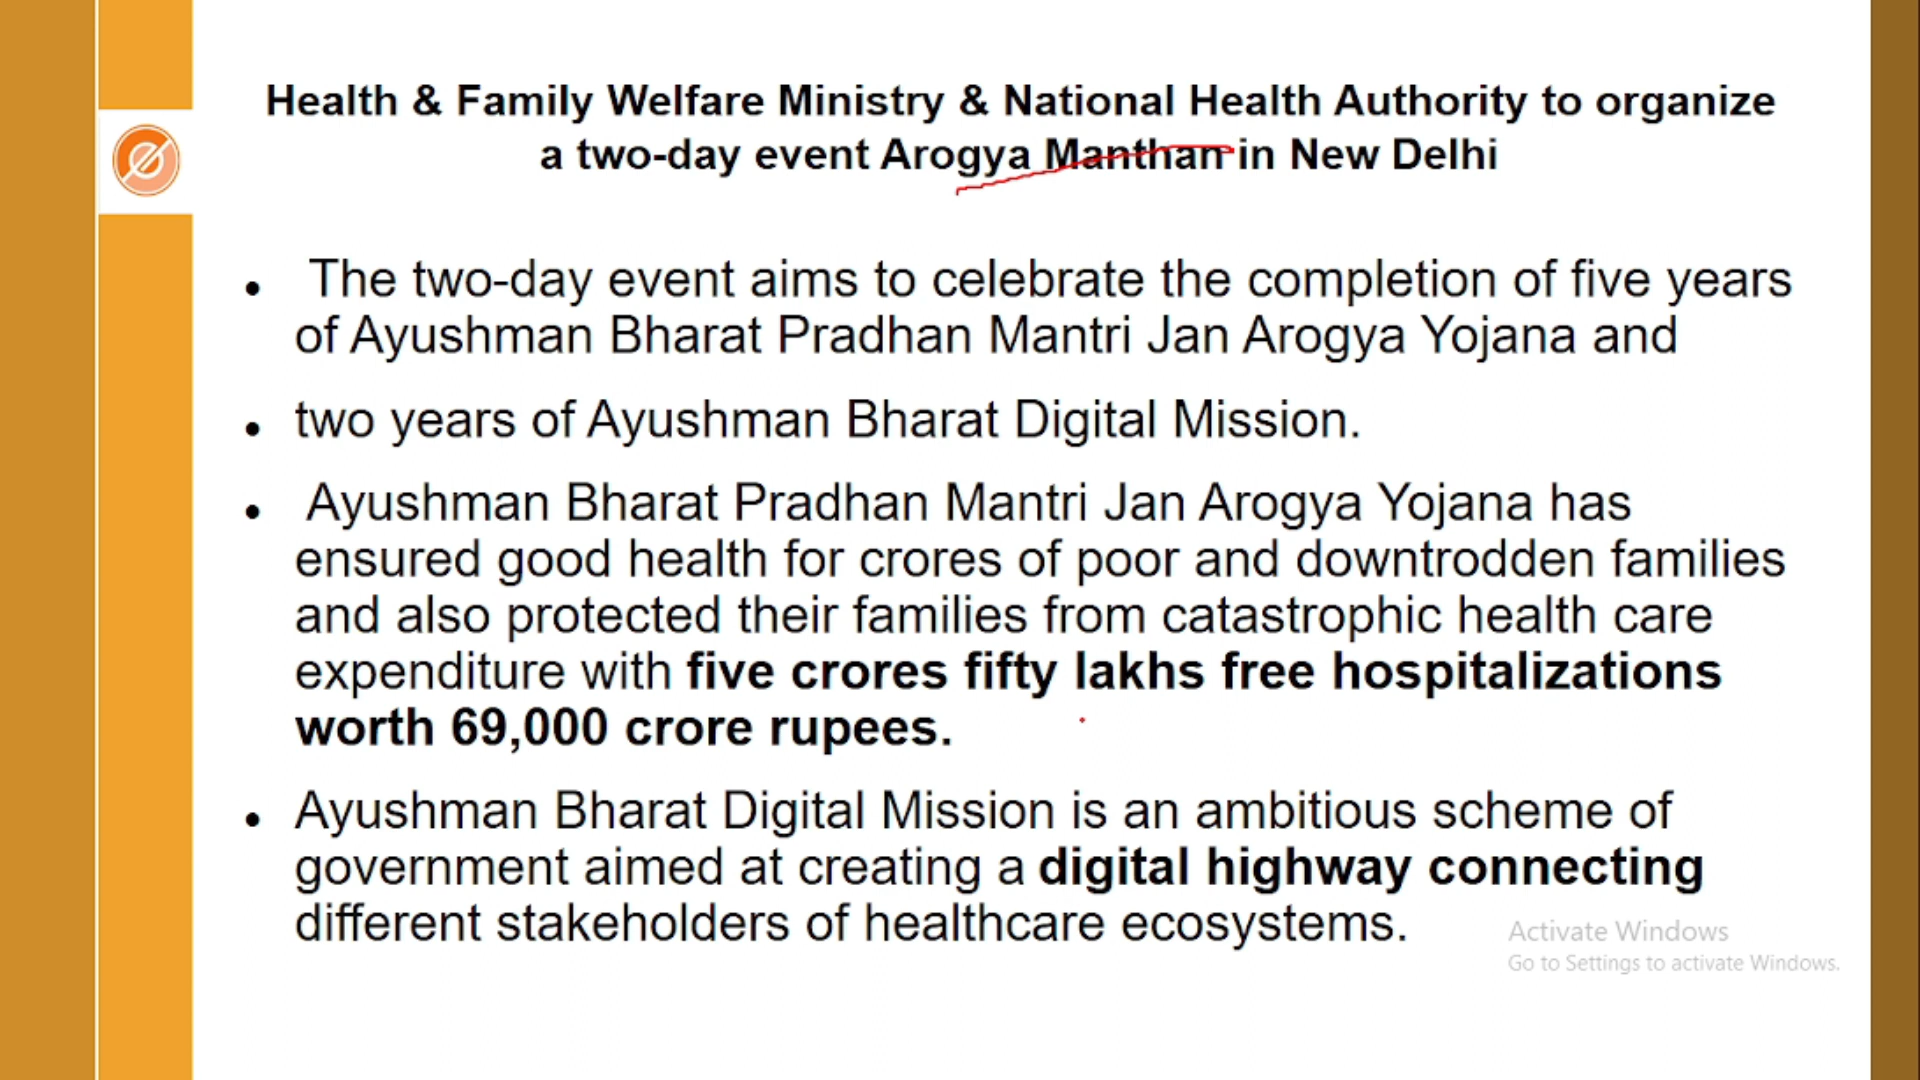 Health & Family Welfare Ministry & National Health Authority to organize
a two-day event Arogya Manthan in New Delhi
• The two-day event aims to celebrate the completion of five years
of Ayushman Bharat Pradhan Mantri Jan Arogya Yojana and
• two years of Ayushman Bharat Digital Mission.
• Ayushman Bharat Pradhan Mantri Jan Arogya Yojana has
ensured good health for crores of poor and downtrodden families
and also protected their families from catastrophic health care
expenditure with five crores fifty lakhs free hospitalizations
worth 69,000 crore rupees.
• Ayushman Bharat Digital Mission is an ambitious scheme of
government aimed at creating a digital highway connecting
different stakeholders of healthcare ecosystems.
Activate Windows
Go to Settings to activate Windows.